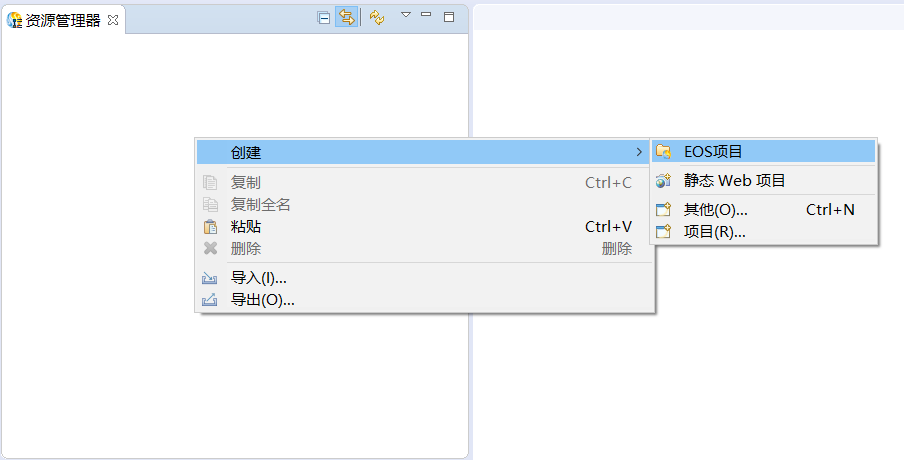 资源管理器
创建
EOS项目
静态 Web 项目
复制 Ctrl+C
其他(O)... Ctrl+N
复制全名
粘贴 Ctrl+V
项目(R)...
删除 删除
导入(I)...
导出(O)...